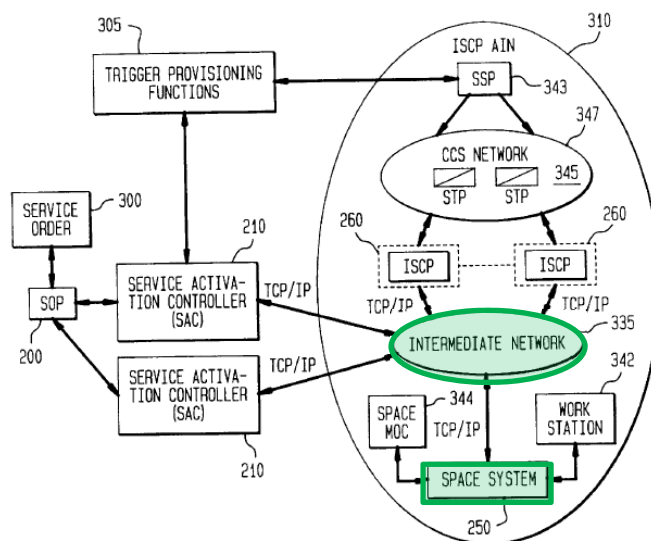 305
TRIGGER PROVISIONING
FUNCTIONS
310
ISCP AIN
SSP
343
347
CCS NETWORK
345
STP
STP
SERVICE
ORDER
300
SOP
200
210
SERVICE ACTIVA-
TION CONTROLLER
(SAC)
TCP/IP
260
ISCP
260
ISCP
TCP/IP
TCP/IP
335
INTERMEDIATE NETWORK
SERVICE ACTIVA-
TION CONTROLLER
(SAC)
TCP/IP
210
SPACE
MOC
344
TCP/IP
342
WORK
STATION
SPACE SYSTEM
250